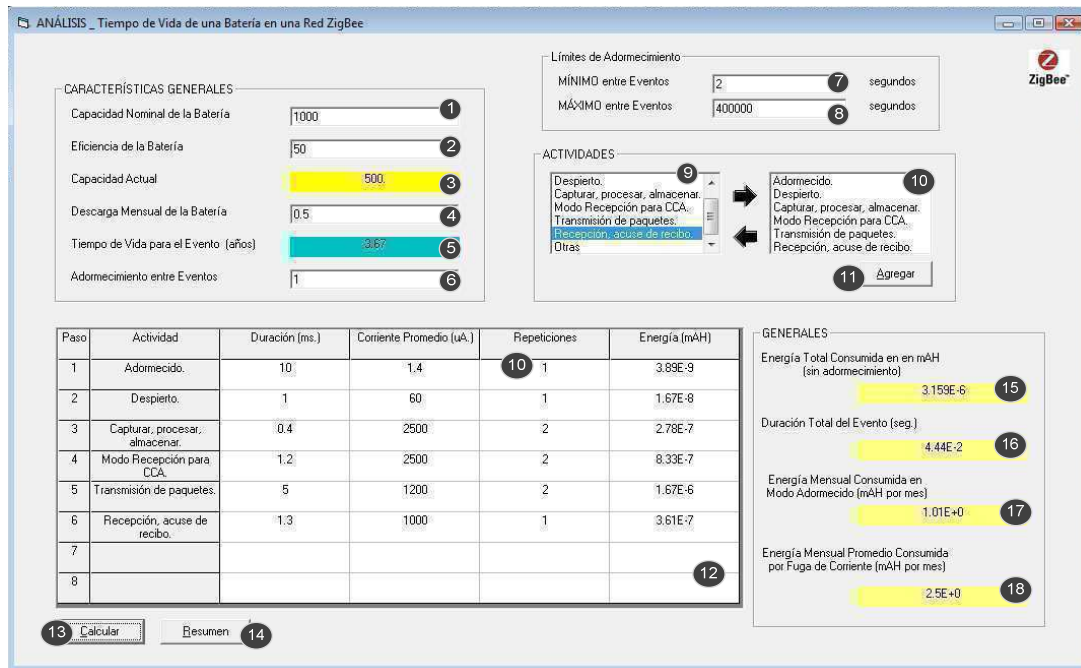 ANÁLISIS _ Tiempo de Vida de una Batería en una Red ZigBee
CARACTERÍSTICAS GENERALES
Capacidad Nominal de la Batería 1000 1
Eficiencia de la Batería 50 2
Capacidad Actual 500. 3
Descarga Mensual de la Batería 0.5 4
Tiempo de Vida para el Evento (años) 3.67 5
Adormecimiento entre Eventos 1 6
Límites de Adormecimiento
MÍNIMO entre Eventos 2 7 segundos
MÁXIMO entre Eventos 400000 8 segundos
ZigBee™
ACTIVIDADES
9
Despierto.
Capturar, procesar, almacenar.
Modo Recepción para CCA.
Transmisión de paquetes.
Recepción, acuse de recibo.
Otras
10
Adormecido.
Despierto.
Capturar, procesar, almacenar.
Modo Recepción para CCA.
Transmisión de paquetes.
Recepción, acuse de recibo.
11 Agregar
Paso Actividad Duración (ms.) Corriente Promedio (uA.) Repeticiones Energía (mAH)
1 Adormecido. 10 1.4 10 1 3.89E-9
2 Despierto. 1 60 1 1.67E-8
3 Capturar, procesar, almacenar. 0.4 2500 2 2.78E-7
4 Modo Recepción para CCA. 1.2 2500 2 8.33E-7
5 Transmisión de paquetes. 5 1200 2 1.67E-6
6 Recepción, acuse de recibo. 1.3 1000 1 3.61E-7
7
8 12
GENERALES
Energía Total Consumida en en mAH
(sin adormecimiento)
3.159E-6 15
Duración Total del Evento (seg.)
4.44E-2 16
Energía Mensual Consumida en
Modo Adormecido (mAH por mes)
1.01E+0 17
Energía Mensual Promedio Consumida
por Fuga de Corriente (mAH por mes)
2.5E+0 18
13 Calcular Resumen 14